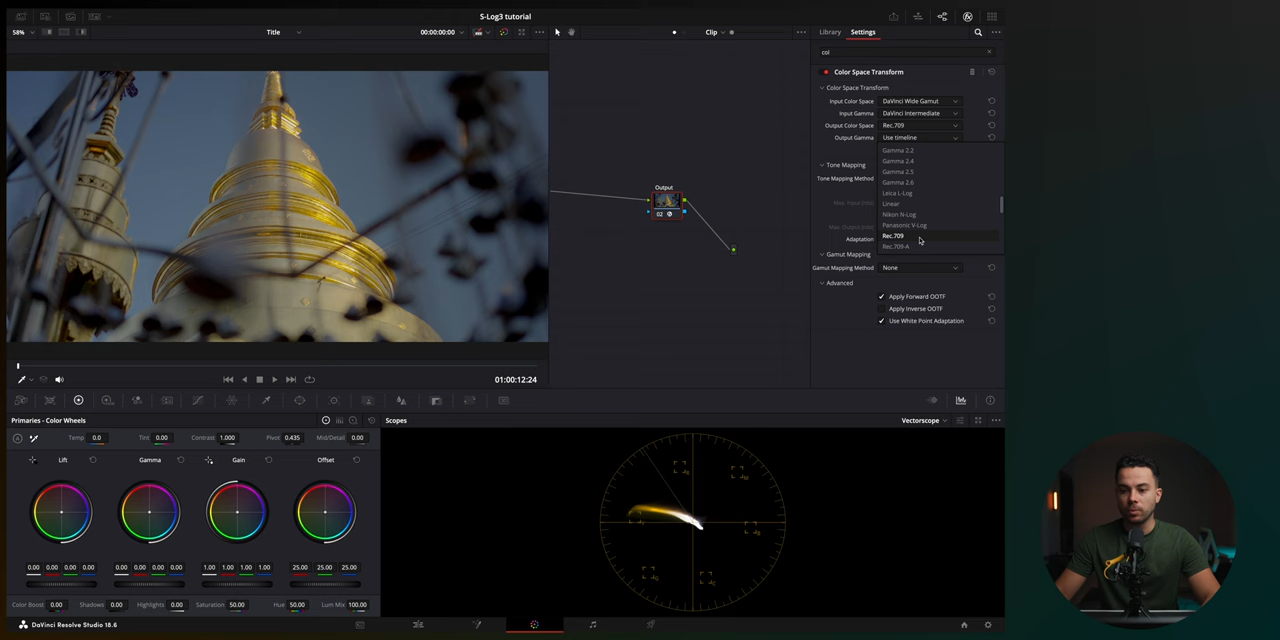 S-Log3 tutorial
58%
Title
00:00:00:00
Clip
Library
Settings
col
Color Space Transform
Color Space Transform
Input Color Space
DaVinci Wide Gamut
Input Gamma
DaVinci Intermediate
Output Color Space
Rec.709
Output Gamma
Use timeline
Gamma 2.2
Gamma 2.4
Tone Mapping
Gamma 2.5
Tone Mapping Method
Gamma 2.6
Leica L-Log
Max. Input (nits)
Linear
Nikon N-Log
Panasonic V-Log
Max. Output (nits)
Rec.709
Adaptation
Rec.709-A
Gamut Mapping
Gamut Mapping Method
None
Advanced
Apply Forward OOTF
Apply Inverse OOTF
Use White Point Adaptation
Output
02
01:00:12:24
Primaries - Color Wheels
Scopes
Vectorscope
Temp
0.0
Tint
0.00
Contrast
1.000
Pivot
0.435
Mid/Detail
0.00
Lift
Gamma
Gain
Offset
0.00 0.00 0.00 0.00
0.00 0.00 0.00 0.00
1.00 1.00 1.00 1.00
25.00 25.00 25.00
Color Boost
0.00
Shadows
0.00
Highlights
0.00
Saturation
50.00
Hue
50.00
Lum Mix
100.00
DaVinci Resolve Studio 18.6